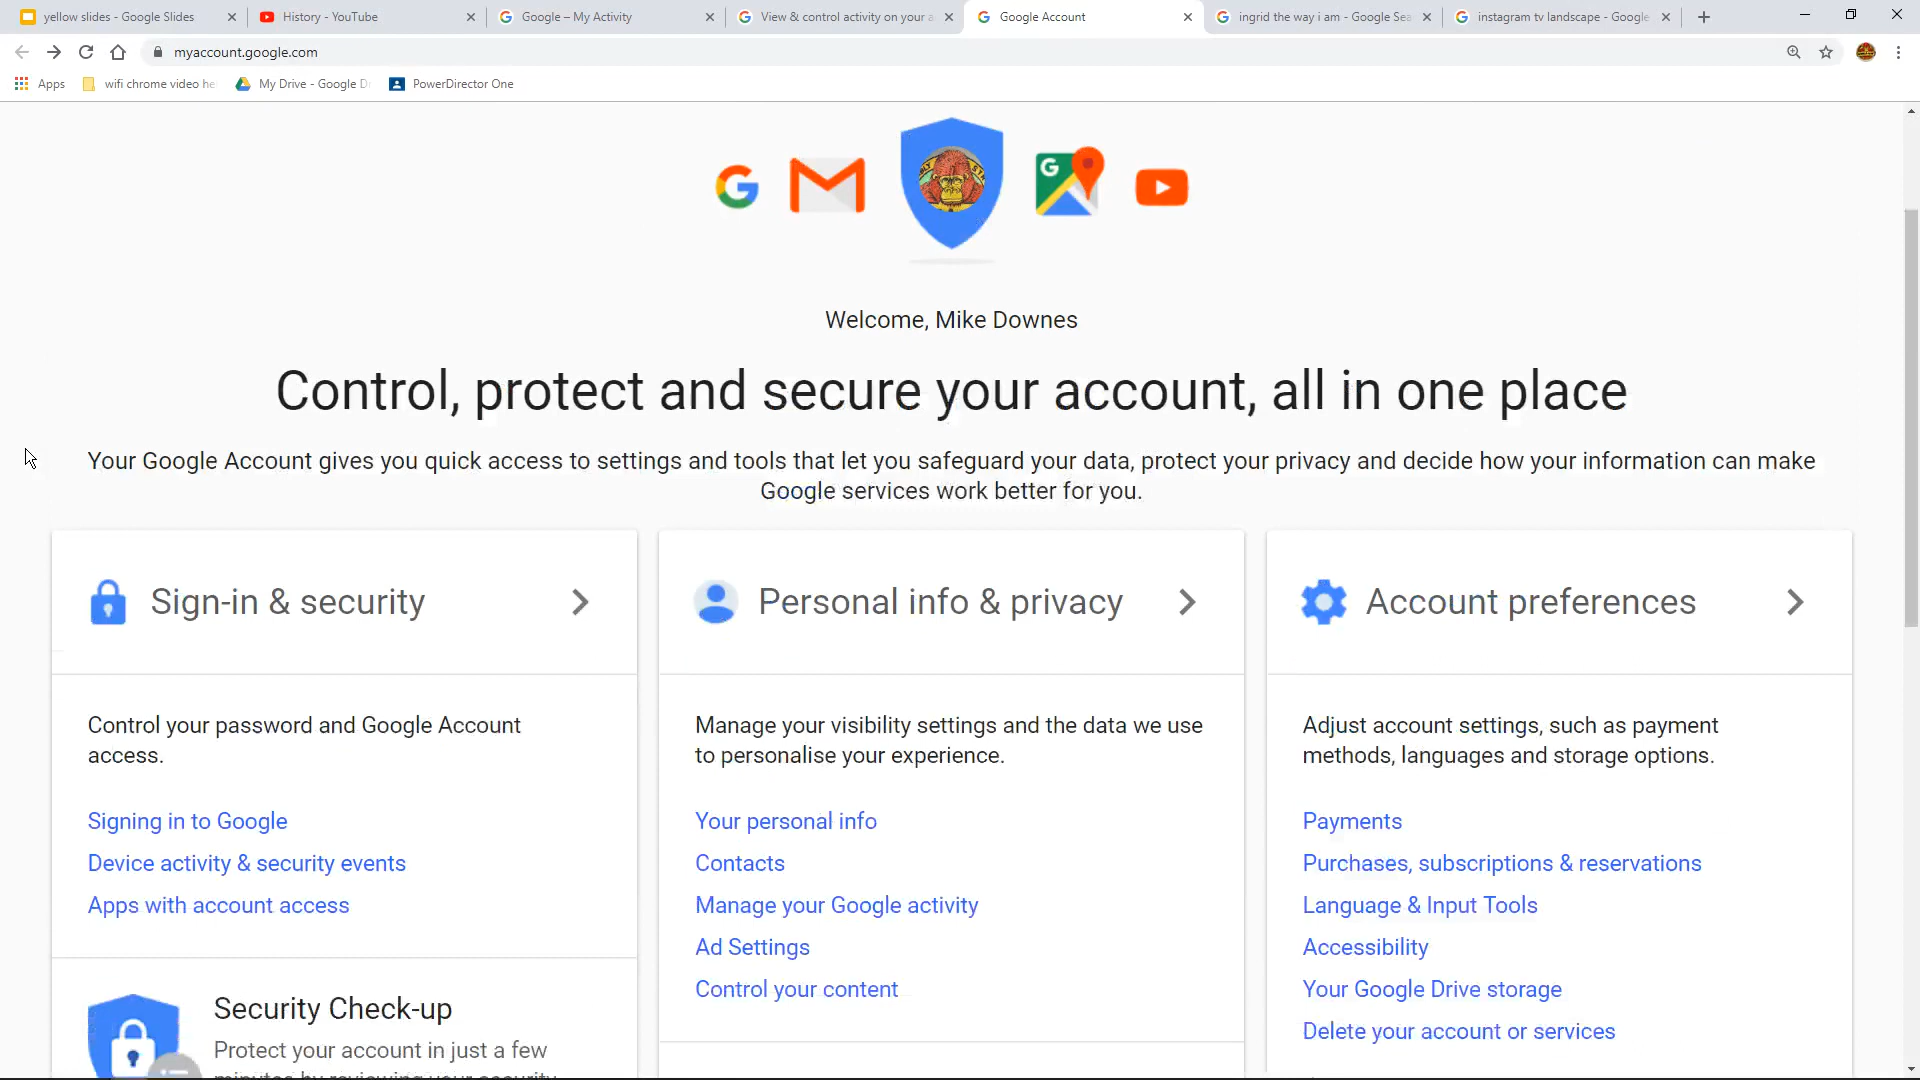 yellow slides - Google Slides
History - YouTube
Google – My Activity
View & control activity on your a
Google Account
ingrid the way i am - Google Sea
instagram tv landscape - Google
myaccount.google.com
Apps
wifi chrome video he
My Drive - Google D
PowerDirector One
Welcome, Mike Downes
Control, protect and secure your account, all in one place
Your Google Account gives you quick access to settings and tools that let you safeguard your data, protect your privacy and decide how your information can make
Google services work better for you.
Sign-in & security
Control your password and Google Account
access.
Signing in to Google
Device activity & security events
Apps with account access
Security Check-up
Protect your account in just a few
minutes by reviewing your security
Personal info & privacy
Manage your visibility settings and the data we use
to personalise your experience.
Your personal info
Contacts
Manage your Google activity
Ad Settings
Control your content
Account preferences
Adjust account settings, such as payment
methods, languages and storage options.
Payments
Purchases, subscriptions & reservations
Language & Input Tools
Accessibility
Your Google Drive storage
Delete your account or services